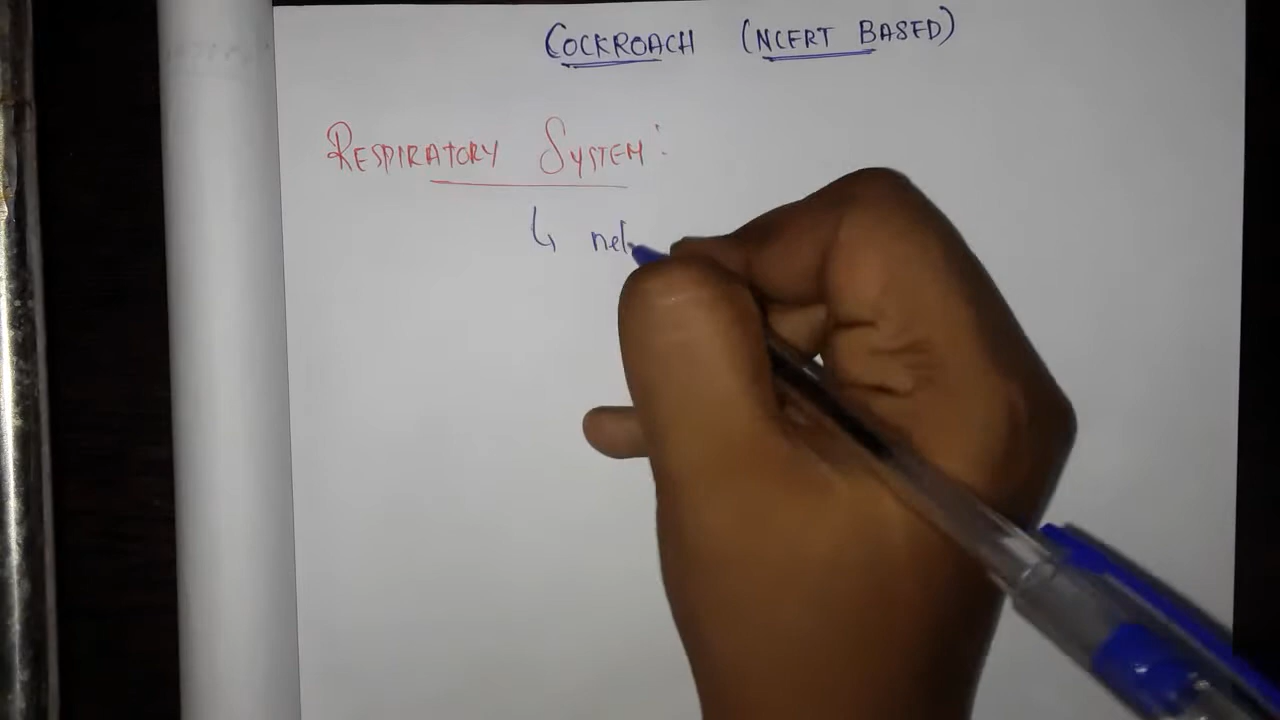 COCKROACH (NCERT BASED)
RESPIRATORY SYSTEM:
↳